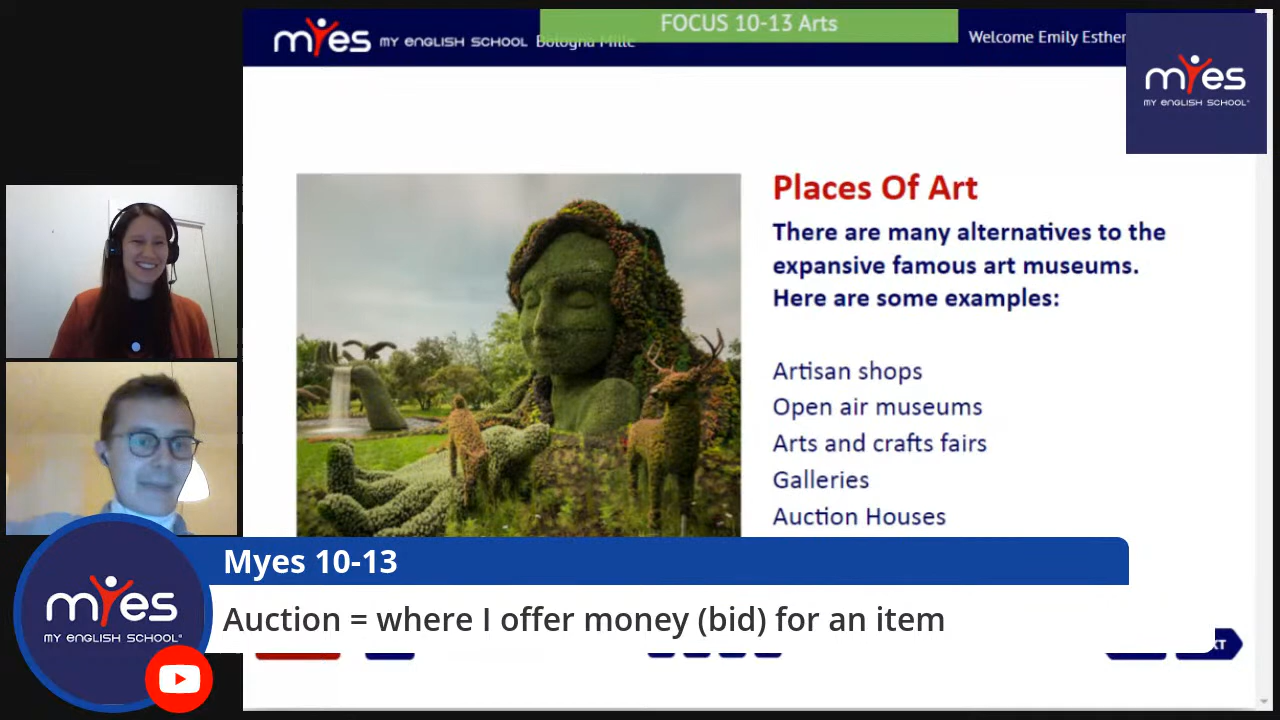 FOCUS 10-13 Arts
myes MY ENGLISH SCHOOL Bologna Mille
Welcome Emily Esther
myes
MY ENGLISH SCHOOL
Places Of Art
There are many alternatives to the
expansive famous art museums.
Here are some examples:
Artisan shops
Open air museums
Arts and crafts fairs
Galleries
Auction Houses
Myes 10-13
Auction = where I offer money (bid) for an item
myes
MY ENGLISH SCHOOL